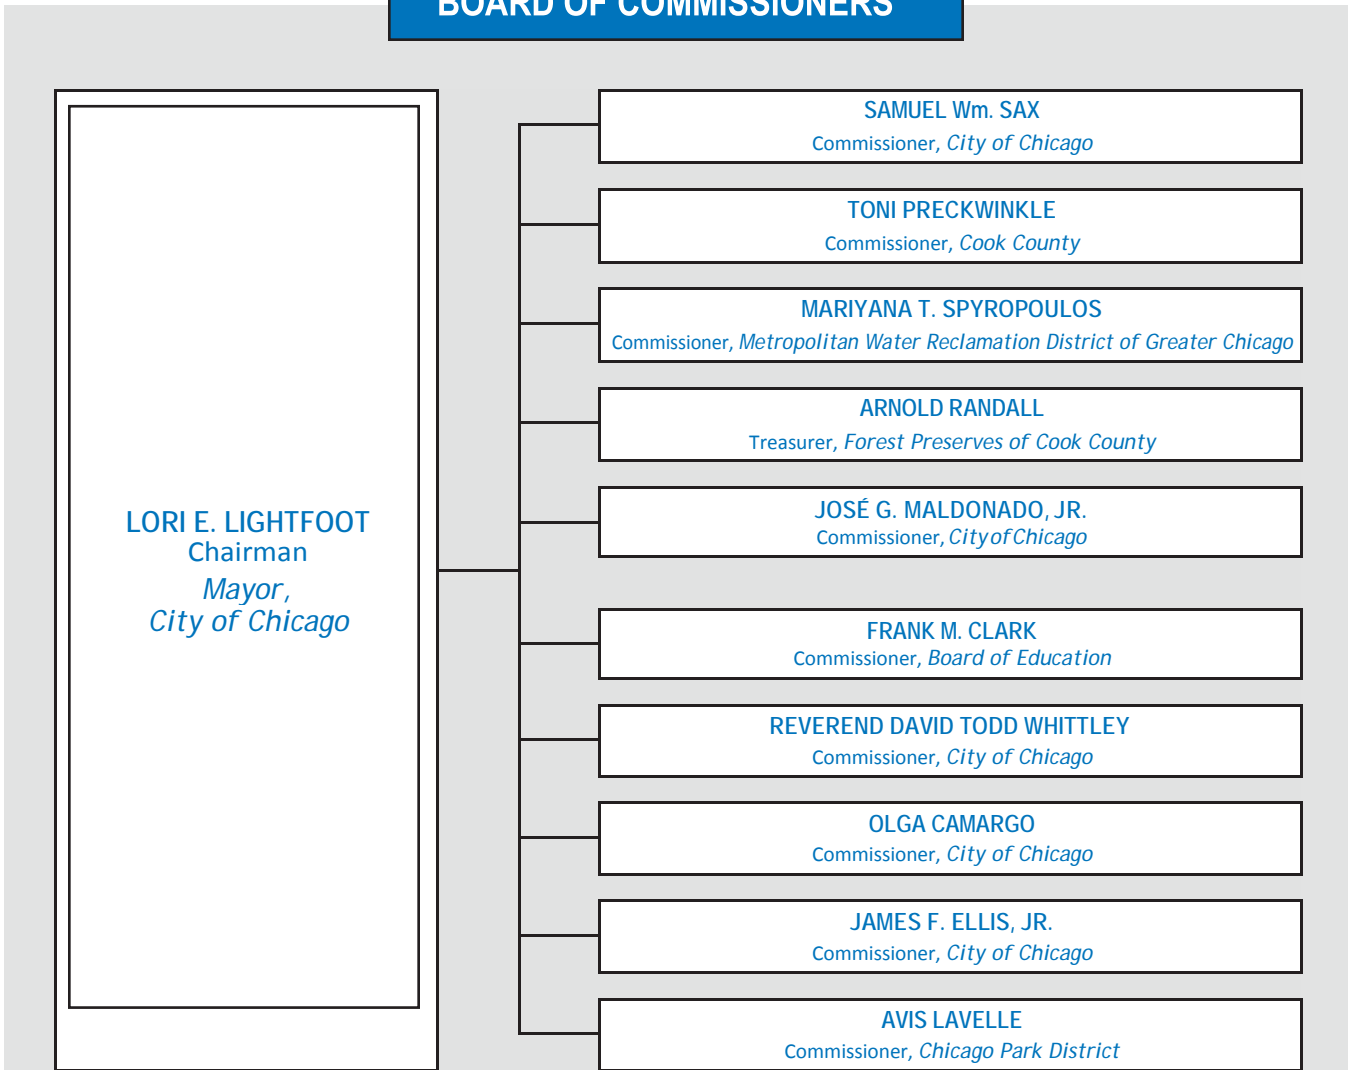 BOARD OF COMMISSIONERS
LORI E. LIGHTFOOT
Chairman
Mayor,
City of Chicago
SAMUEL Wm. SAX
Commissioner, City of Chicago
TONI PRECKWINKLE
Commissioner, Cook County
MARIYANA T. SPYROPOULOS
Commissioner, Metropolitan Water Reclamation District of Greater Chicago
ARNOLD RANDALL
Treasurer, Forest Preserves of Cook County
JOSÉ G. MALDONADO, JR.
Commissioner, City of Chicago
FRANK M. CLARK
Commissioner, Board of Education
REVEREND DAVID TODD WHITTLEY
Commissioner, City of Chicago
OLGA CAMARGO
Commissioner, City of Chicago
JAMES F. ELLIS, JR.
Commissioner, City of Chicago
AVIS LAVELLE
Commissioner, Chicago Park District